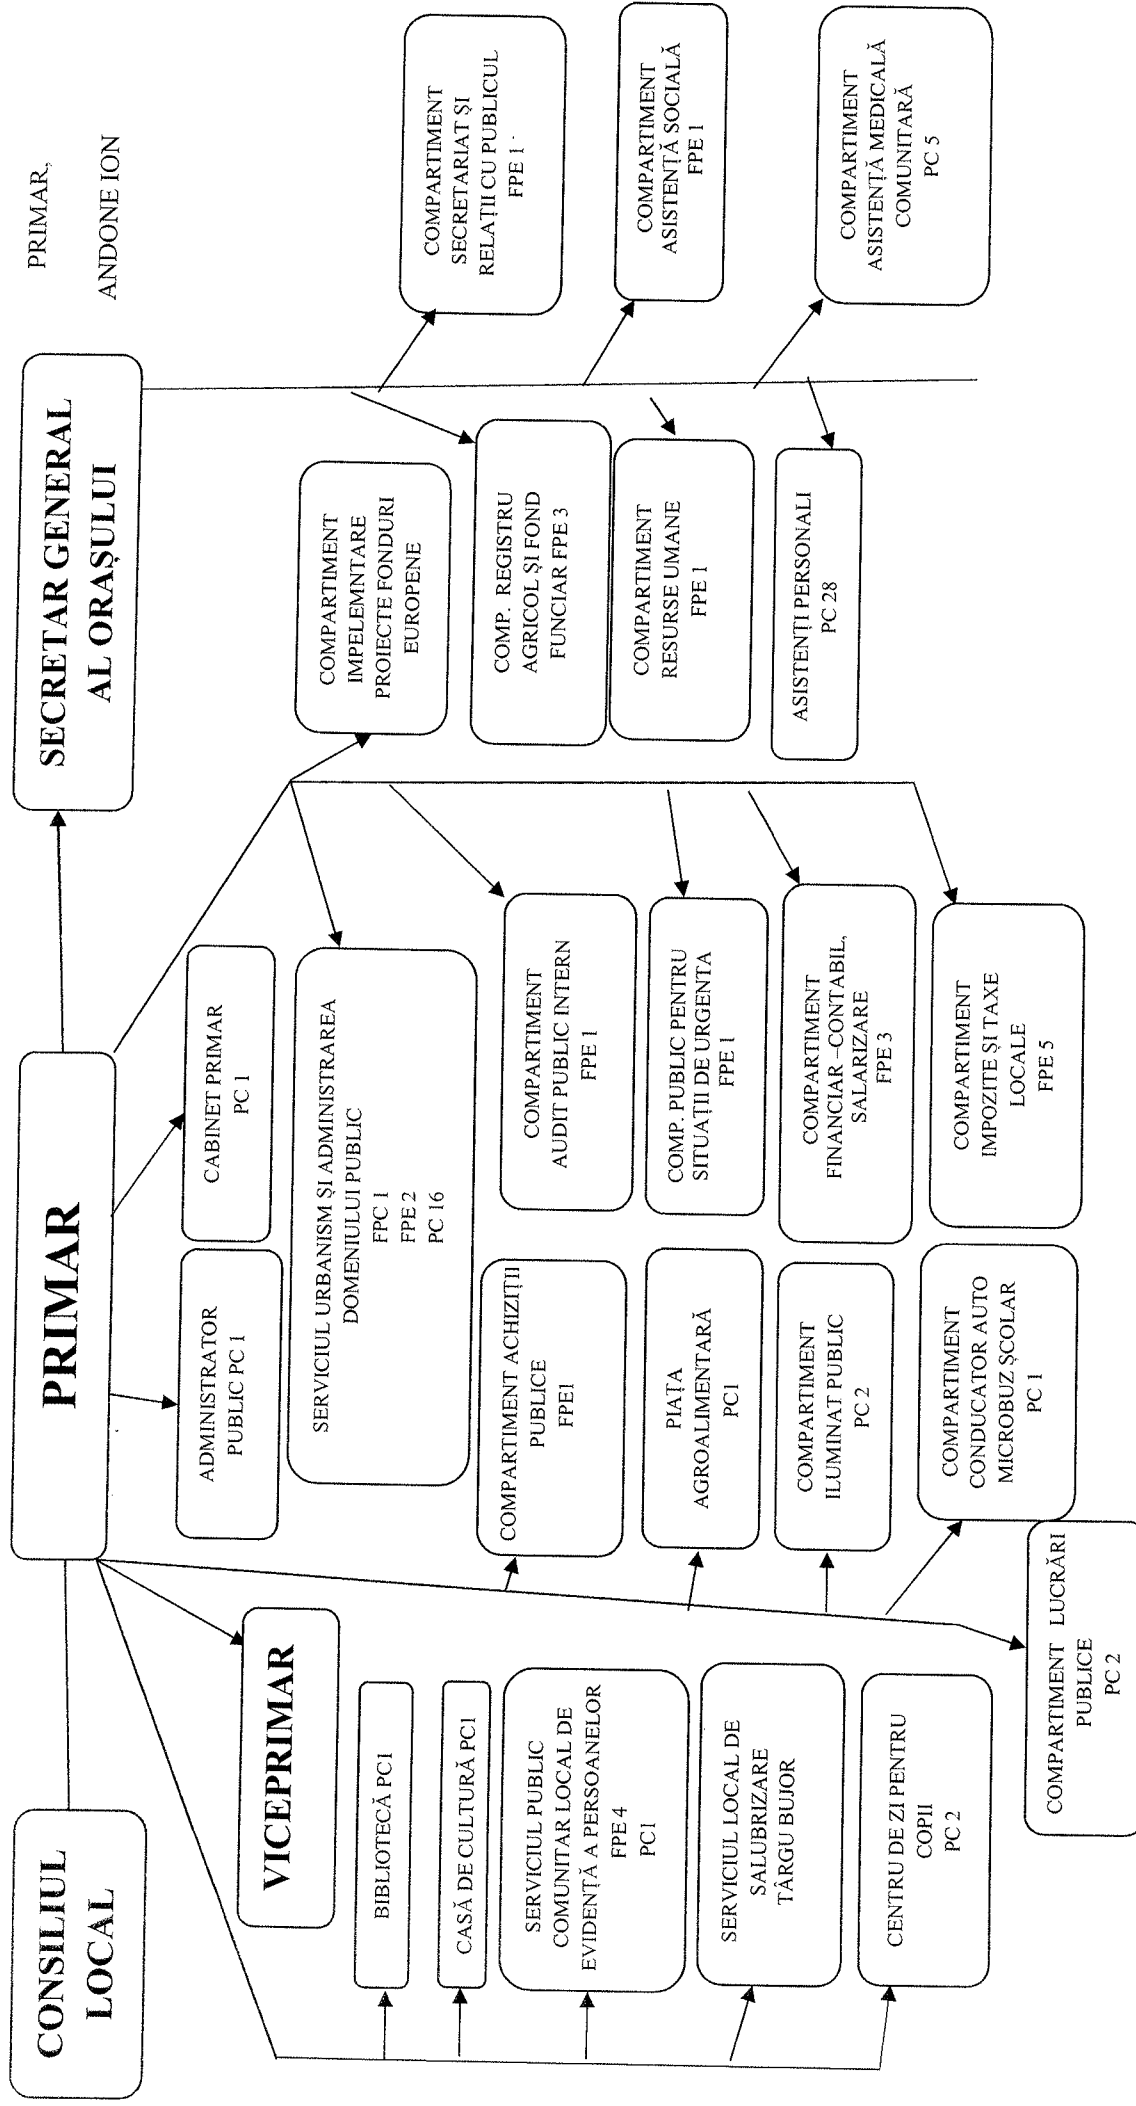 PRIMAR,
ANDONE ION
CONSILIUL
LOCAL
PRIMAR
SECRETAR GENERAL
AL ORAȘULUI
VICEPRIMAR
ADMINISTRATOR
PUBLIC PC 1
CABINET PRIMAR
PC 1
BIBLIOTECĂ PC1
CASĂ DE CULTURĂ PC1
SERVICIUL PUBLIC
COMUNITAR LOCAL DE
EVIDENȚĂ A PERSOANELOR
FPE 4
PC1
SERVICIUL LOCAL DE
SALUBRIZARE
TÂRGU BUJOR
CENTRU DE ZI PENTRU
COPII
PC 2
SERVICIUL URBANISM ȘI ADMINISTRAREA
DOMENIULUI PUBLIC
FPC 1
FPE 2
PC 16
COMPARTIMENT ACHIZIȚII
PUBLICE
FPE1
PIAȚA
AGROALIMENTARĂ
PC1
COMPARTIMENT
ILUMINAT PUBLIC
PC 2
COMPARTIMENT
CONDUCATOR AUTO
MICROBUZ ȘCOLAR
PC 1
COMPARTIMENT LUCRĂRI
PUBLICE
PC 2
COMPARTIMENT
AUDIT PUBLIC INTERN
FPE 1
COMP. PUBLIC PENTRU
SITUAȚII DE URGENTA
FPE 1
COMPARTIMENT
FINANCIAR –CONTABIL,
SALARIZARE
FPE 3
COMPARTIMENT
IMPOZITE ȘI TAXE
LOCALE
FPE 5
COMPARTIMENT
IMPELEMNTARE
PROIECTE FONDURI
EUROPENE
COMP. REGISTRU
AGRICOL ȘI FOND
FUNCIAR FPE 3
COMPARTIMENT
RESURSE UMANE
FPE 1
ASISTENȚI PERSONALI
PC 28
COMPARTIMENT
SECRETARIAT ȘI
RELAȚII CU PUBLICUL
FPE 1
COMPARTIMENT
ASISTENȚĂ SOCIALĂ
FPE 1
COMPARTIMENT
ASISTENȚĂ MEDICALĂ
COMUNITARĂ
PC 5